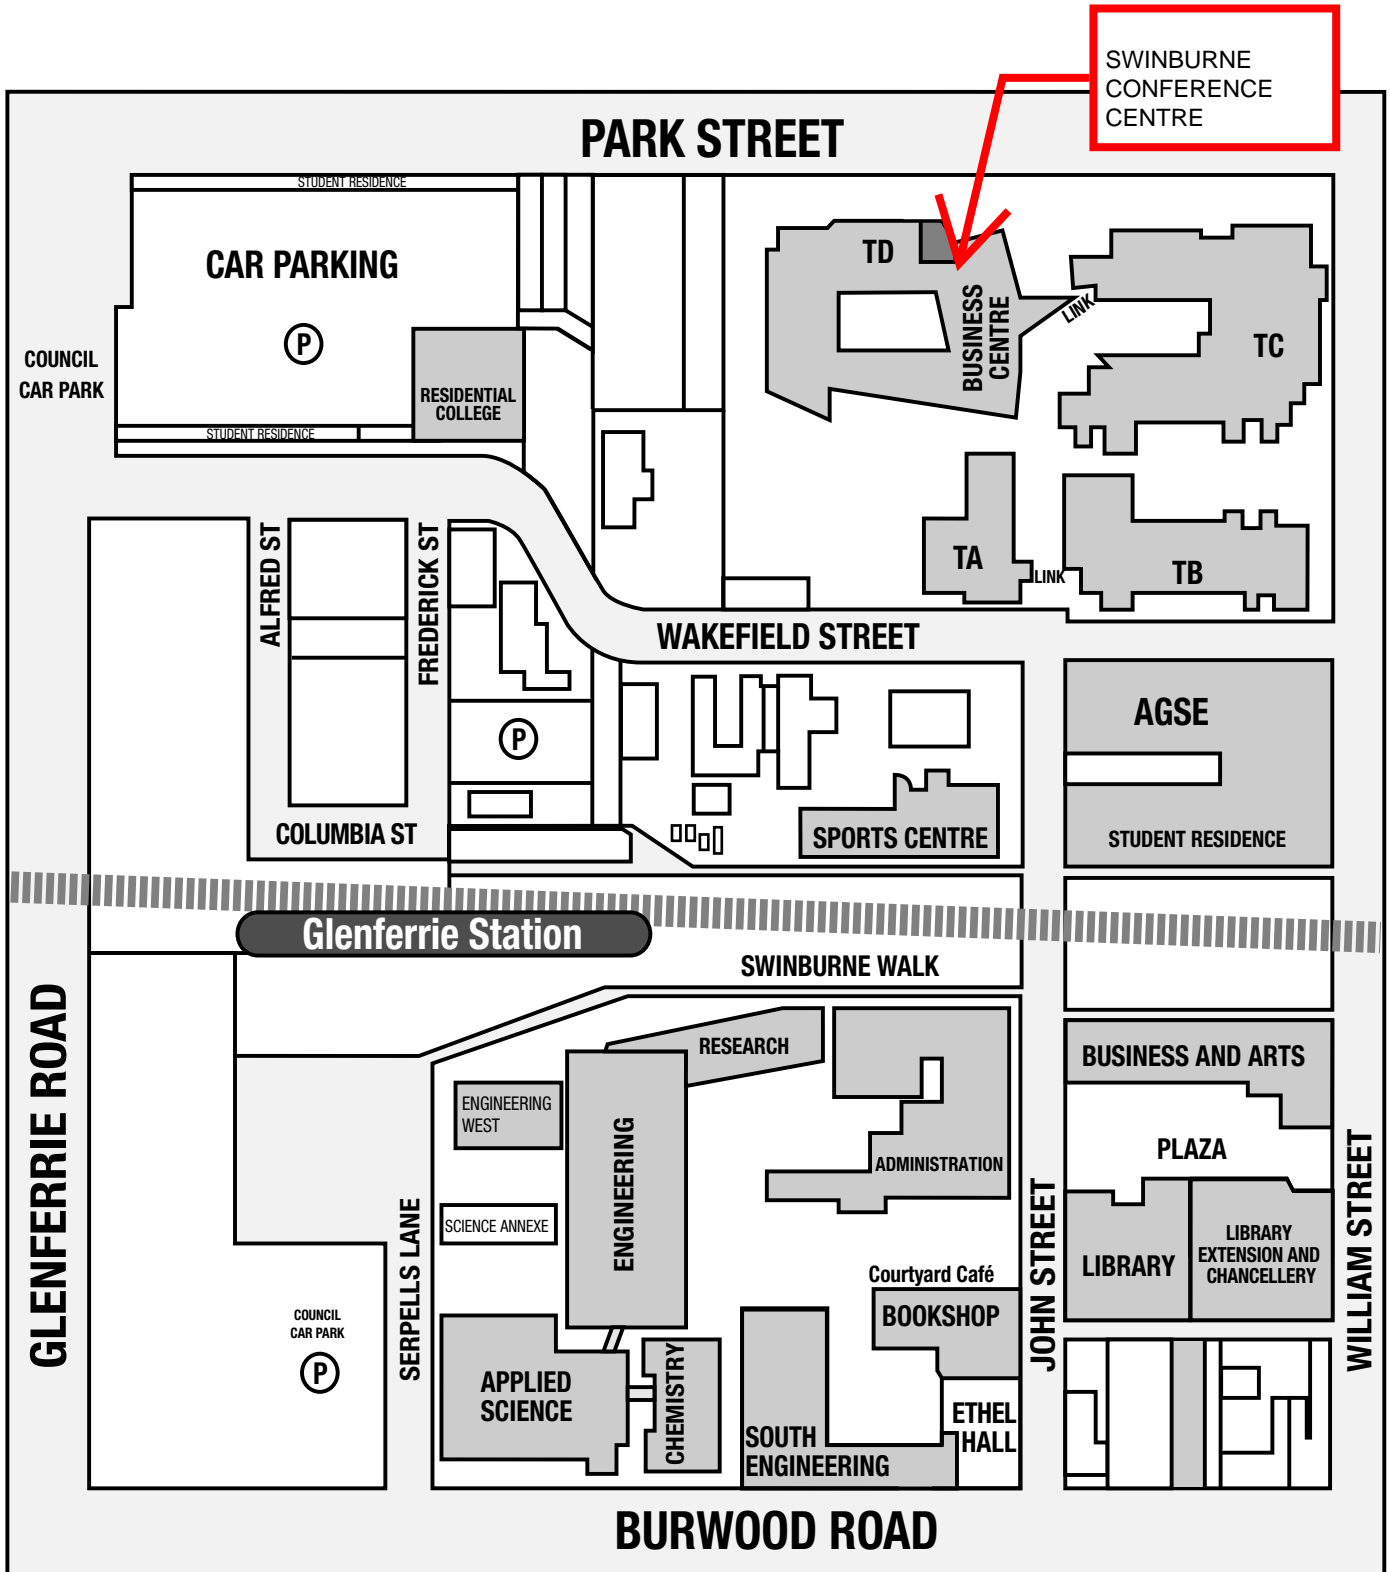 SWINBURNE
CONFERENCE
CENTRE
PARK STREET
STUDENT RESIDENCE
CAR PARKING
P
COUNCIL
CAR PARK
RESIDENTIAL
COLLEGE
STUDENT RESIDENCE
TD
BUSINESS
CENTRE
LINK
TC
TA
LINK
TB
ALFRED ST
FREDERICK ST
WAKEFIELD STREET
P
AGSE
COLUMBIA ST
SPORTS CENTRE
STUDENT RESIDENCE
Glenferrie Station
SWINBURNE WALK
GLENFERRIE ROAD
RESEARCH
ENGINEERING
WEST
ENGINEERING
ADMINISTRATION
BUSINESS AND ARTS
PLAZA
SCIENCE ANNEXE
SERPELLS LANE
JOHN STREET
WILLIAM STREET
LIBRARY
LIBRARY
EXTENSION AND
CHANCELLERY
Courtyard Café
BOOKSHOP
COUNCIL
CAR PARK
P
APPLIED
SCIENCE
CHEMISTRY
SOUTH
ENGINEERING
ETHEL
HALL
BURWOOD ROAD